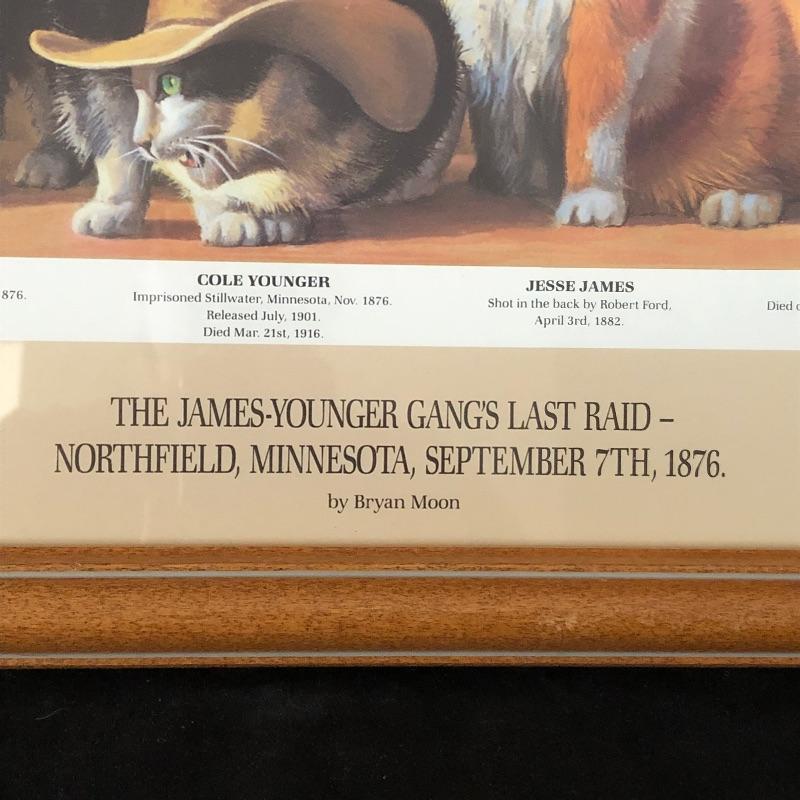 876.
COLE YOUNGER
Imprisoned Stillwater, Minnesota, Nov. 1876.
Released July, 1901.
Died Mar. 21st, 1916.
JESSE JAMES
Shot in the back by Robert Ford,
April 3rd, 1882.
Died
THE JAMES-YOUNGER GANG'S LAST RAID –
NORTHFIELD, MINNESOTA, SEPTEMBER 7TH, 1876.
by Bryan Moon